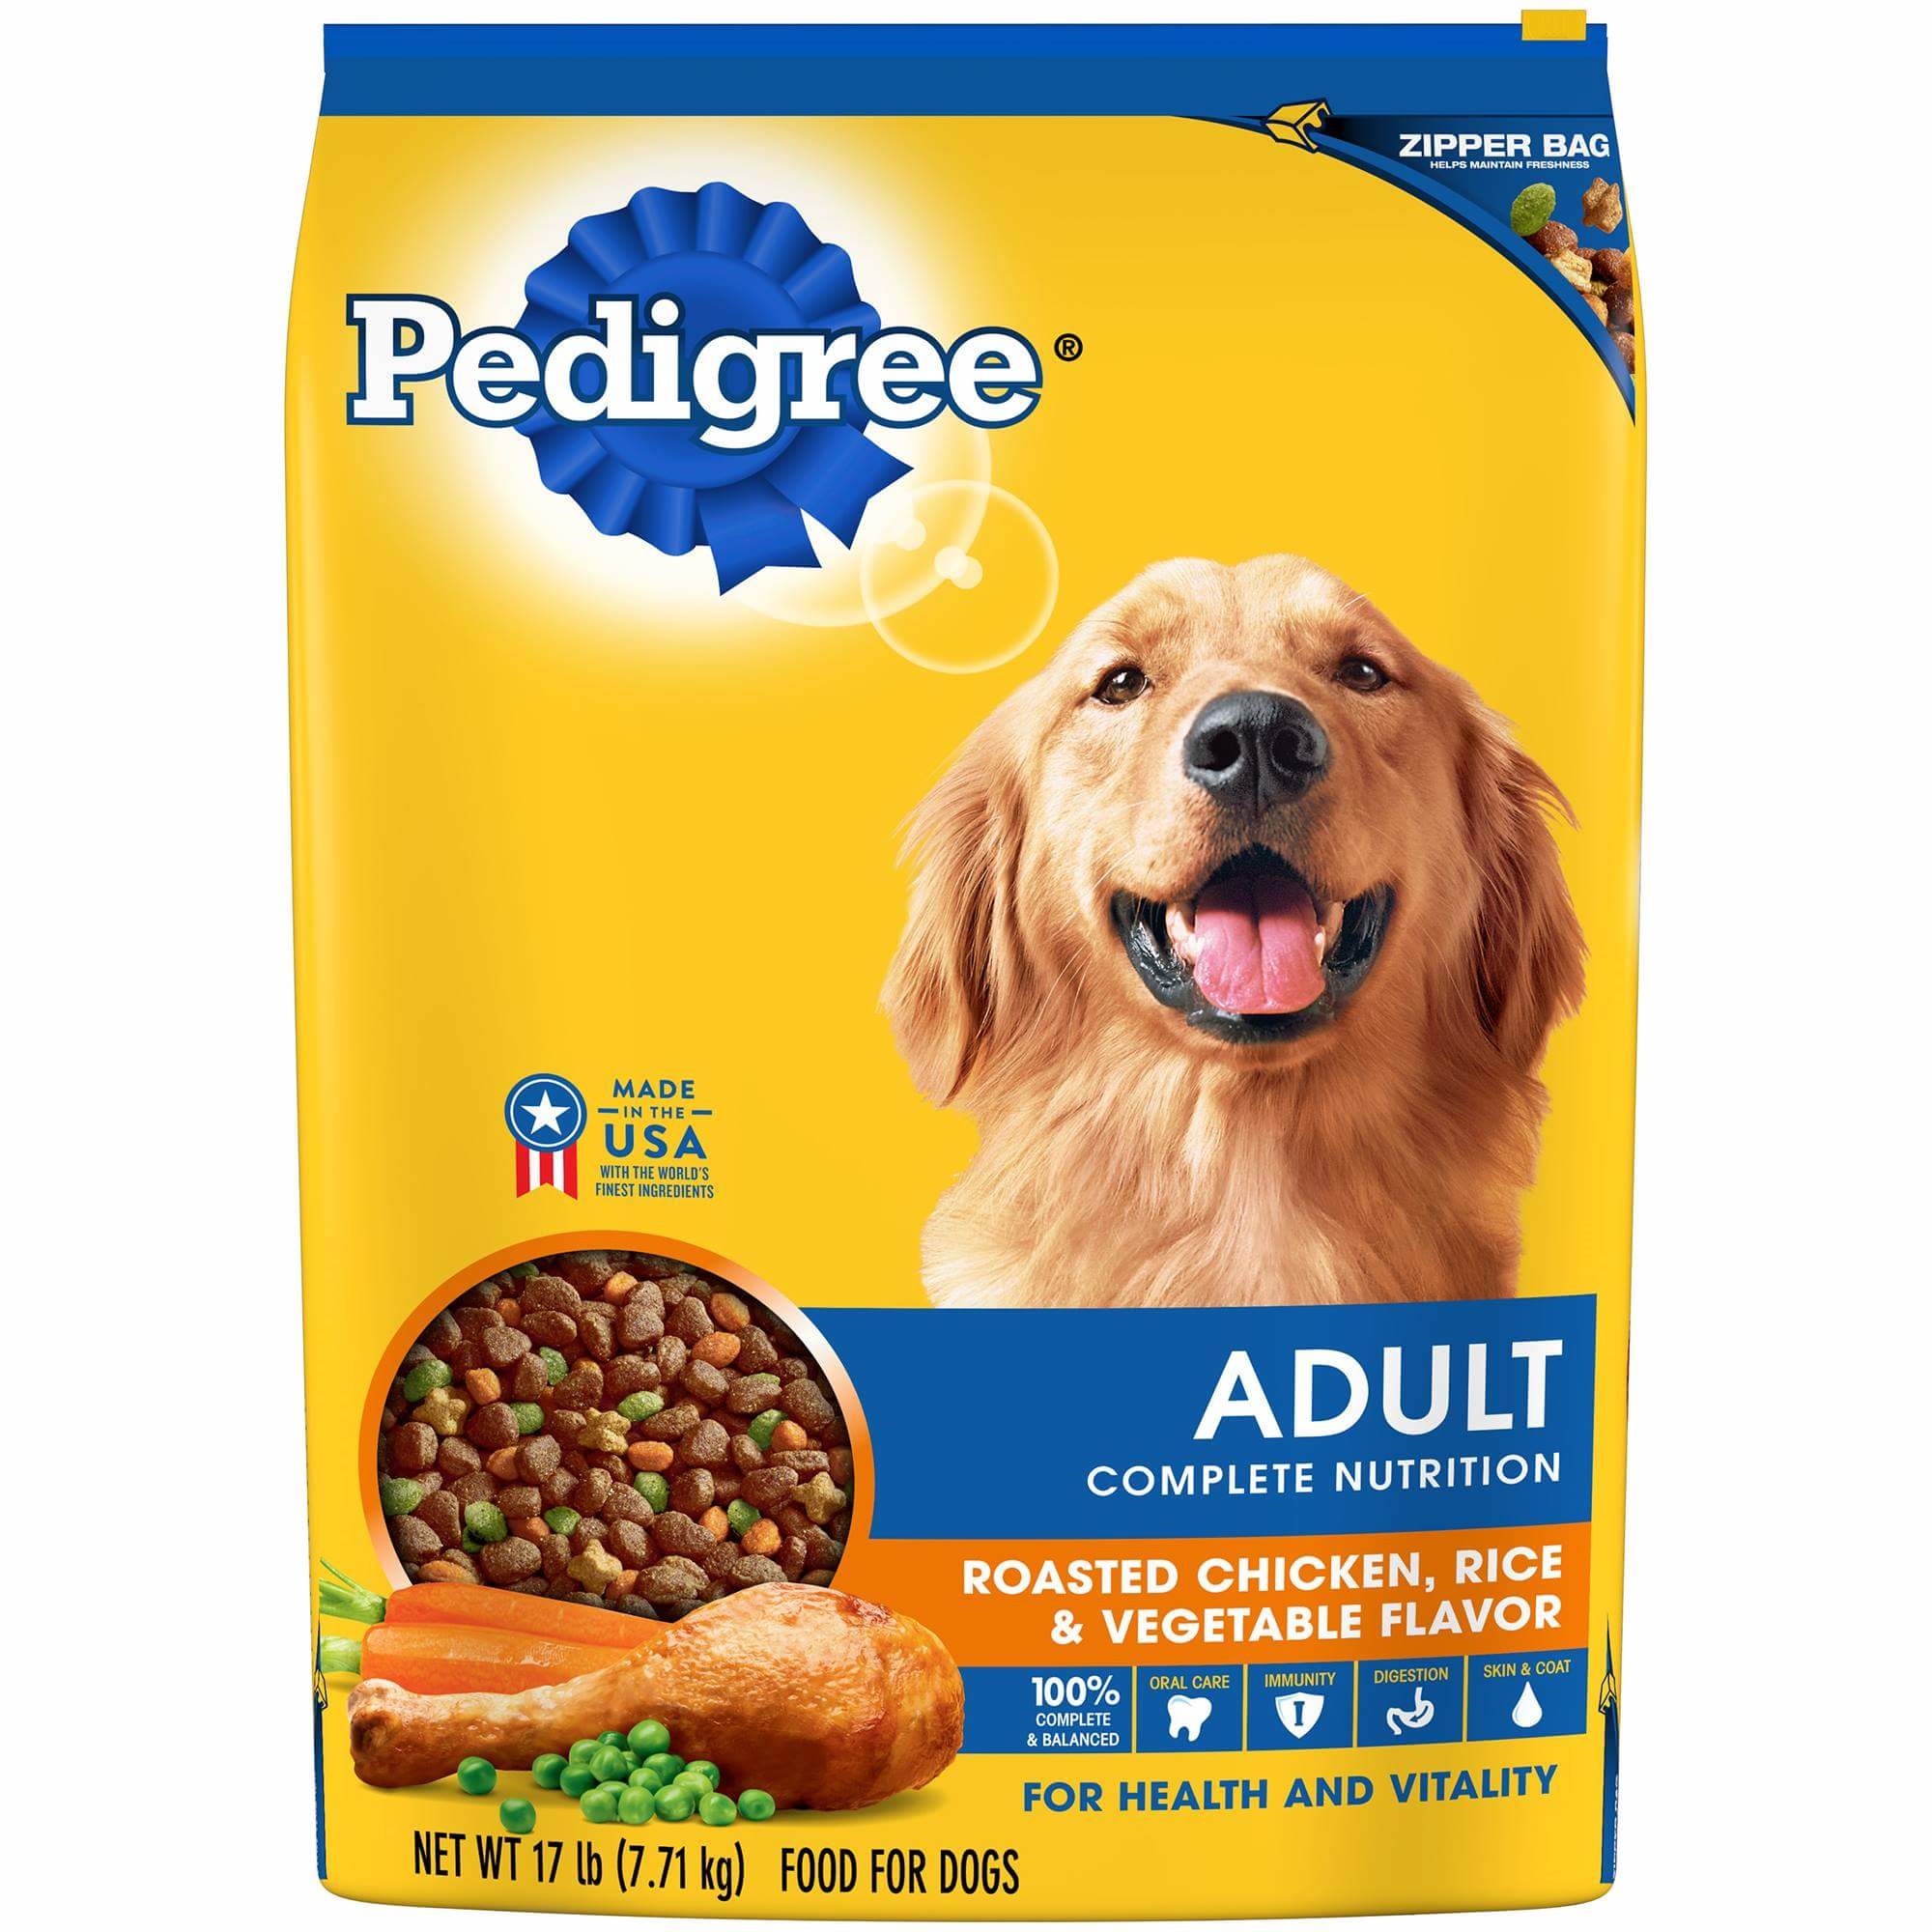 ZIPPER BAG
HELPS MAINTAIN FRESHNESS
Pedigree®
MADE
IN THE
USA
WITH THE WORLD'S
FINEST INGREDIENTS
ADULT
COMPLETE NUTRITION
ROASTED CHICKEN, RICE
& VEGETABLE FLAVOR
100%
COMPLETE
& BALANCED
ORAL CARE
IMMUNITY
I
DIGESTION
SKIN & COAT
FOR HEALTH AND VITALITY
NET WT 17 lb (7.71 kg) FOOD FOR DOGS